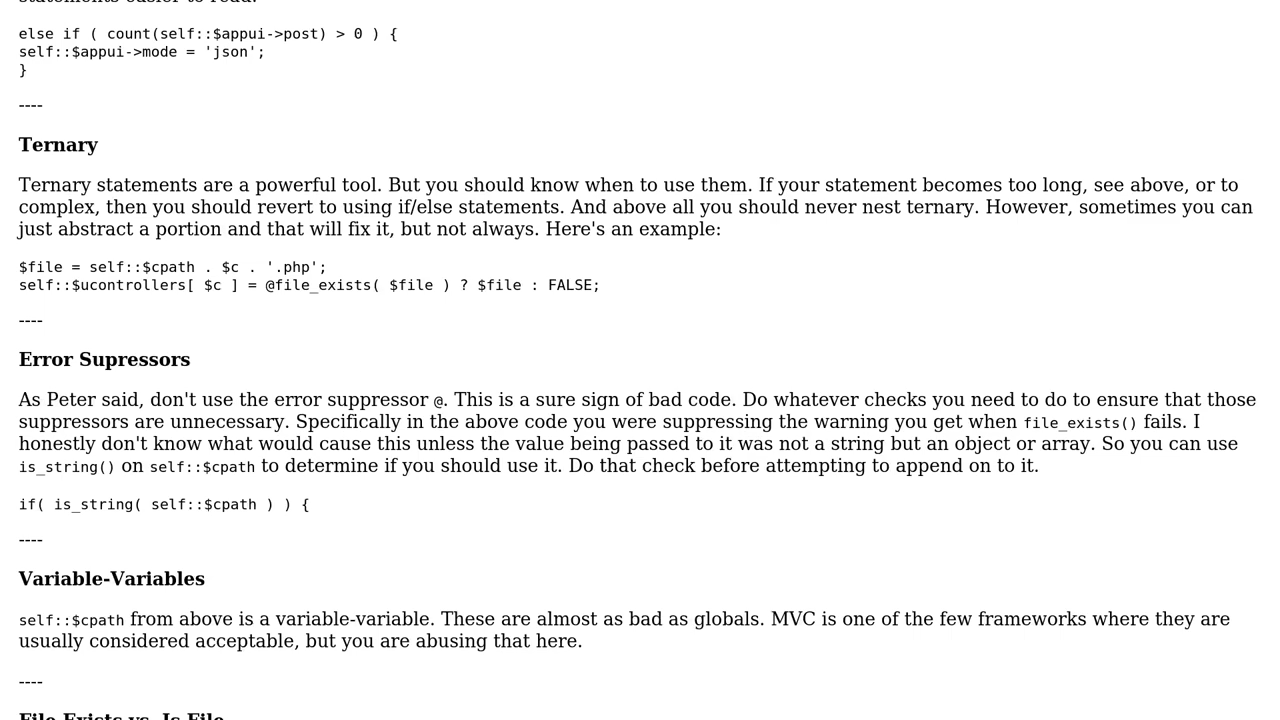 statements easier to read.
else if ( count(self::$appui->post) > 0 ) {
self::$appui->mode = 'json';
}
----
Ternary
Ternary statements are a powerful tool. But you should know when to use them. If your statement becomes too long, see above, or to
complex, then you should revert to using if/else statements. And above all you should never nest ternary. However, sometimes you can
just abstract a portion and that will fix it, but not always. Here's an example:
$file = self::$cpath . $c . '.php';
self::$ucontrollers[ $c ] = @file_exists( $file ) ? $file : FALSE;
----
Error Supressors
As Peter said, don't use the error suppressor @. This is a sure sign of bad code. Do whatever checks you need to do to ensure that those
suppressors are unnecessary. Specifically in the above code you were suppressing the warning you get when file_exists() fails. I
honestly don't know what would cause this unless the value being passed to it was not a string but an object or array. So you can use
is_string() on self::$cpath to determine if you should use it. Do that check before attempting to append on to it.
if( is_string( self::$cpath ) ) {
----
Variable-Variables
self::$cpath from above is a variable-variable. These are almost as bad as globals. MVC is one of the few frameworks where they are
usually considered acceptable, but you are abusing that here.
----
File Exists vs. Is File